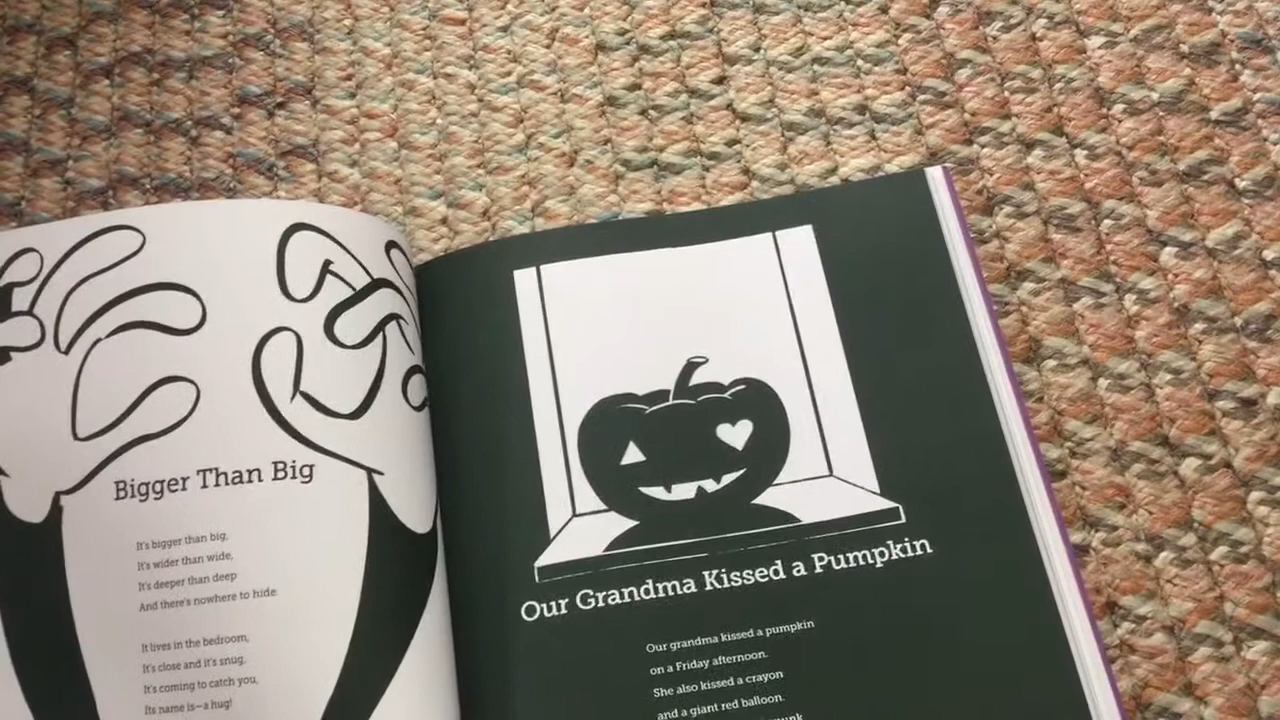 Bigger Than Big
It's bigger than big,
It's wider than wide,
It's deeper than deep
And there's nowhere to hide.
It lives in the bedroom,
It's close and it's snug,
It's coming to catch you,
Its name is—a hug!
Our Grandma Kissed a Pumpkin
Our grandma kissed a pumpkin
on a Friday afternoon.
She also kissed a crayon
and a giant red balloon.